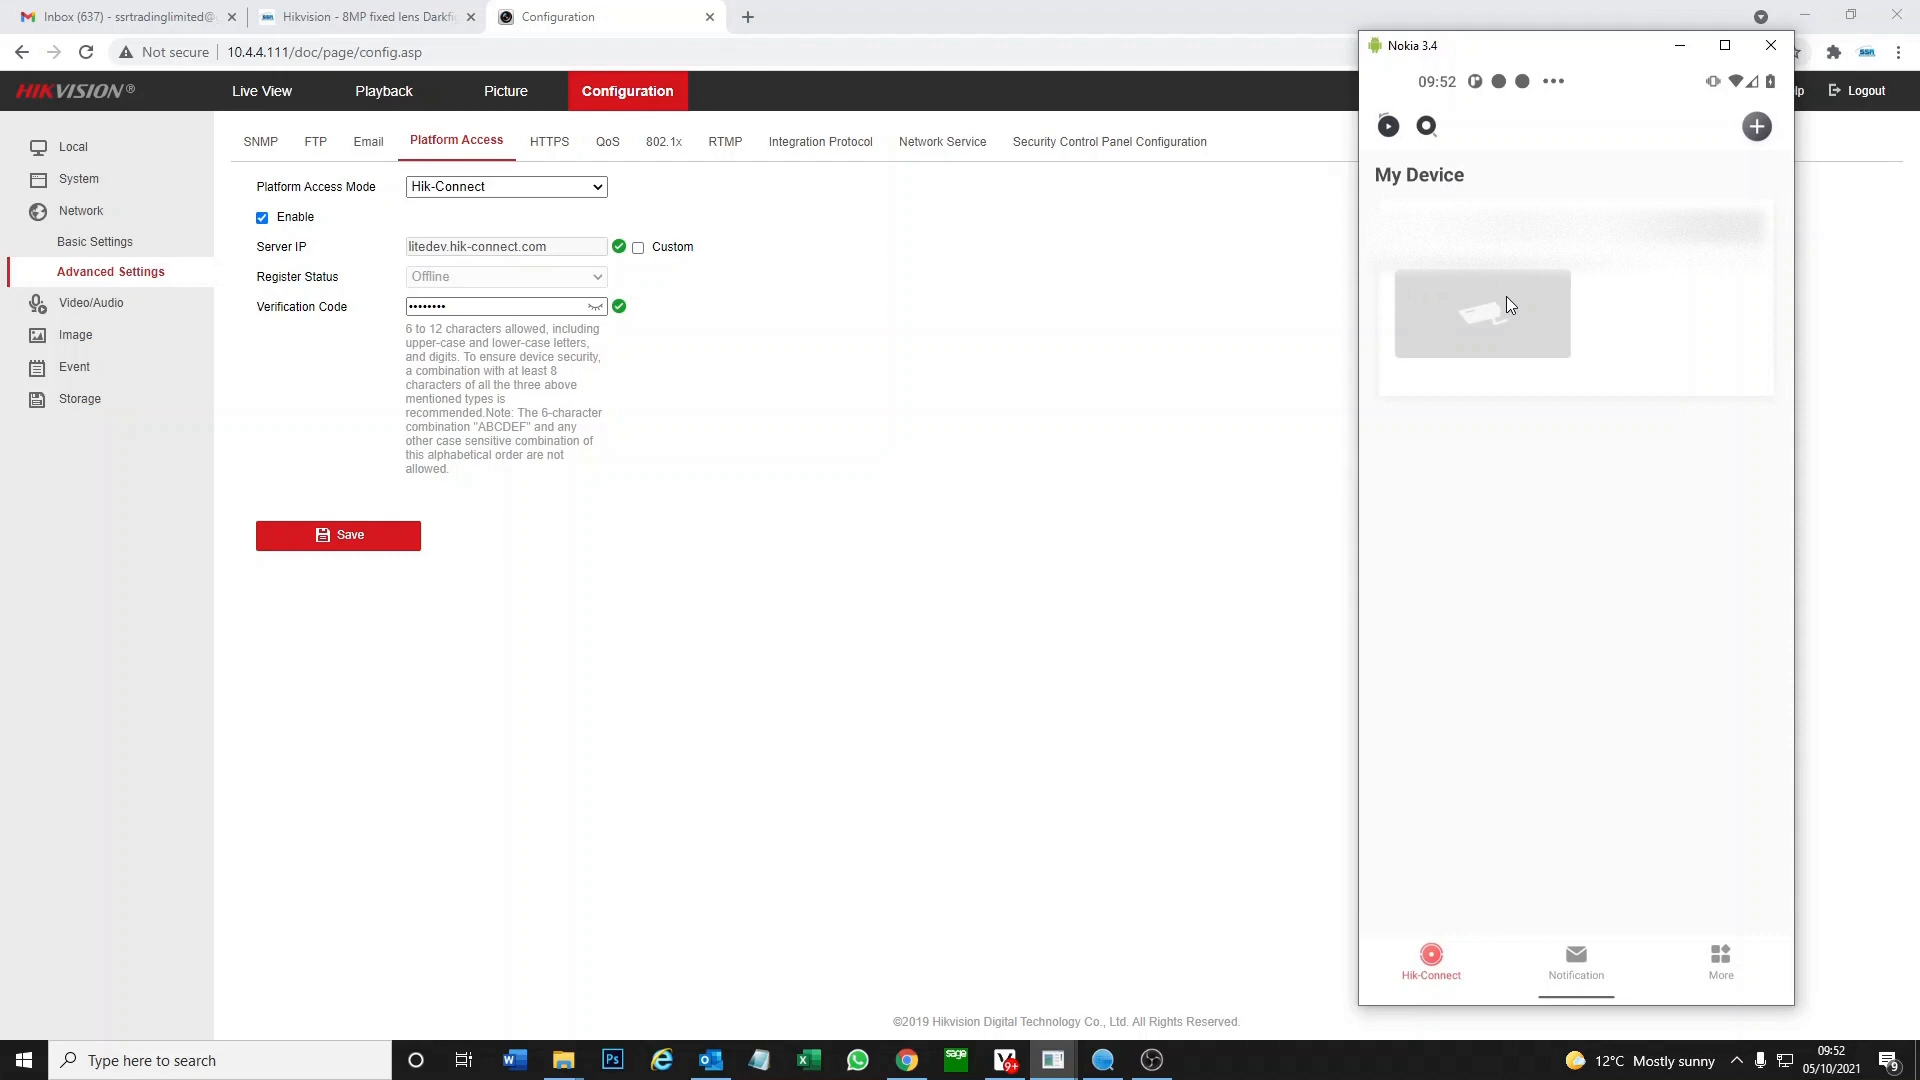 Inbox (637) - ssrtradinglimited@
Hikvision - 8MP fixed lens Darkfi
Configuration
Not secure
10.4.4.111/doc/page/config.asp
HIKVISION®
Live View
Playback
Picture
Configuration
lp
Logout
Local
System
Network
Basic Settings
Advanced Settings
Video/Audio
Image
Event
Storage
SNMP
FTP
Email
Platform Access
HTTPS
QoS
802.1x
RTMP
Integration Protocol
Network Service
Security Control Panel Configuration
Platform Access Mode
Hik-Connect
Enable
Server IP
litedev.hik-connect.com
Custom
Register Status
Offline
Verification Code
••••••••
6 to 12 characters allowed, including
upper-case and lower-case letters,
and digits. To ensure device security,
a combination with at least 8
characters of all the three above
mentioned types is
recommended.Note: The 6-character
combination "ABCDEF" and any
other case sensitive combination of
this alphabetical order are not
allowed.
Save
©2019 Hikvision Digital Technology Co., Ltd. All Rights Reserved.
Nokia 3.4
09:52
My Device
Hik-Connect
Notification
More
Type here to search
sage
9+
12°C Mostly sunny
09:52
05/10/2021
9